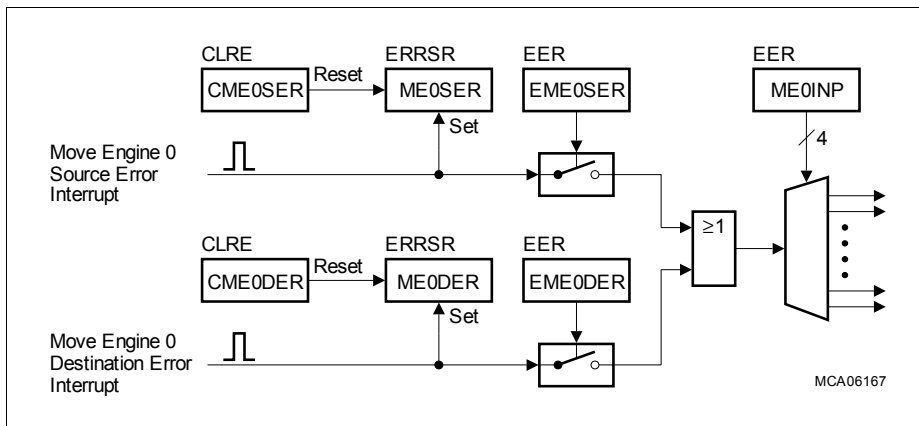 CLRE
ERRSR
EER
EER
CME0SER
Reset
ME0SER
EME0SER
ME0INP
Set
4
Move Engine 0
Source Error
Interrupt
≥1
CLRE
ERRSR
EER
CME0DER
Reset
ME0DER
EME0DER
Set
Move Engine 0
Destination Error
Interrupt
MCA06167